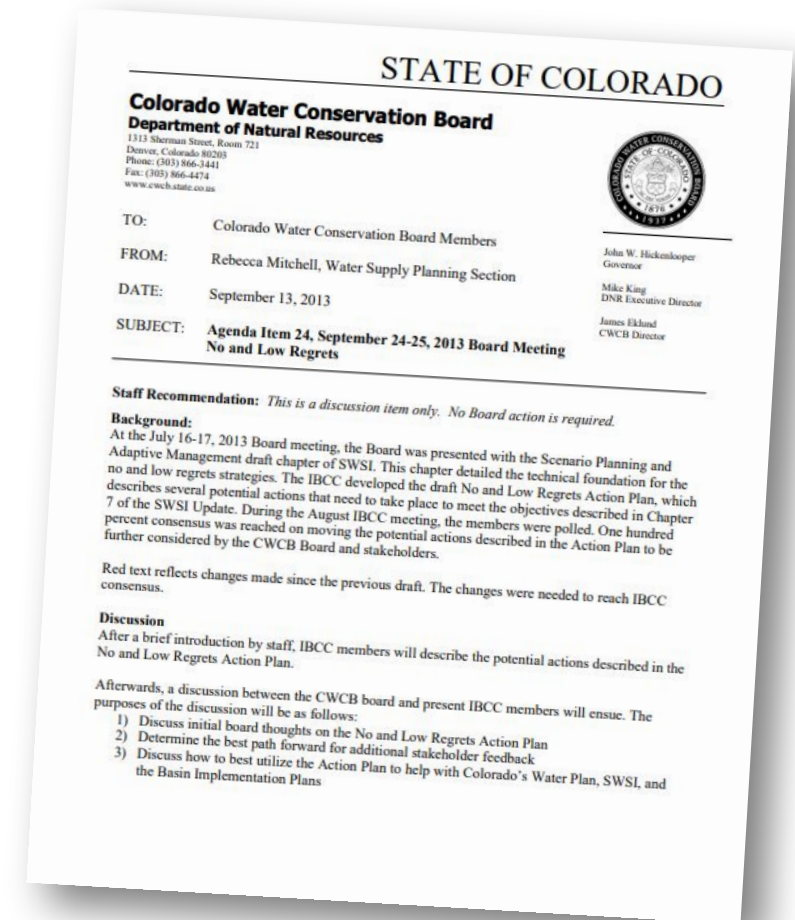 STATE OF COLORADO
Colorado Water Conservation Board
Department of Natural Resources
1313 Sherman Street, Room 721
Denver, Colorado 80203
Phone: (303) 866-3441
Fax: (303) 866-4474
www.cwcb.state.co.us
COLORADO WATER CONSERVATION BOARD
STATE OF COLORADO
1876
1937
John W. Hickenlooper
Governor
Mike King
DNR Executive Director
James Eklund
CWCB Director
TO: Colorado Water Conservation Board Members
FROM: Rebecca Mitchell, Water Supply Planning Section
DATE: September 13, 2013
SUBJECT: Agenda Item 24, September 24-25, 2013 Board Meeting
No and Low Regrets
Staff Recommendation: This is a discussion item only. No Board action is required.
Background:
At the July 16-17, 2013 Board meeting, the Board was presented with the Scenario Planning and
Adaptive Management draft chapter of SWSI. This chapter detailed the technical foundation for the
no and low regrets strategies. The IBCC developed the draft No and Low Regrets Action Plan, which
describes several potential actions that need to take place to meet the objectives described in Chapter
7 of the SWSI Update. During the August IBCC meeting, the members were polled. One hundred
percent consensus was reached on moving the potential actions described in the Action Plan to be
further considered by the CWCB Board and stakeholders.
Red text reflects changes made since the previous draft. The changes were needed to reach IBCC
consensus.
Discussion
After a brief introduction by staff, IBCC members will describe the potential actions described in the
No and Low Regrets Action Plan.
Afterwards, a discussion between the CWCB board and present IBCC members will ensue. The
purposes of the discussion will be as follows:
1) Discuss initial board thoughts on the No and Low Regrets Action Plan
2) Determine the best path forward for additional stakeholder feedback
3) Discuss how to best utilize the Action Plan to help with Colorado's Water Plan, SWSI, and
the Basin Implementation Plans